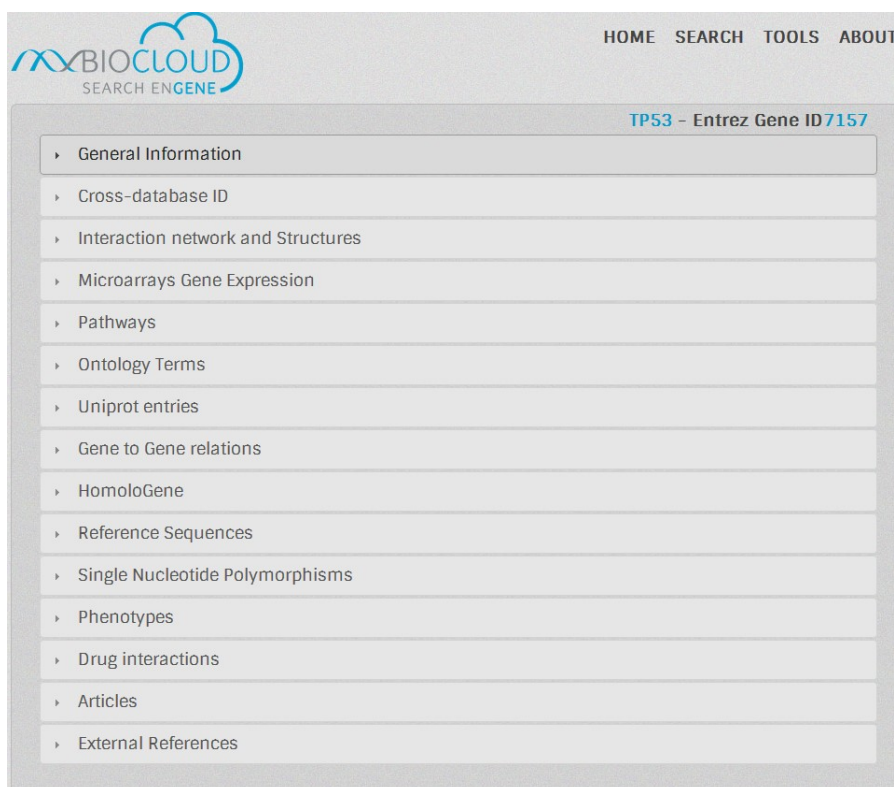 HOME SEARCH TOOLS ABOUT
BIOCLOUD
SEARCH ENGENE
TP53 - Entrez Gene ID7157
General Information
Cross-database ID
Interaction network and Structures
Microarrays Gene Expression
Pathways
Ontology Terms
Uniprot entries
Gene to Gene relations
HomoloGene
Reference Sequences
Single Nucleotide Polymorphisms
Phenotypes
Drug interactions
Articles
External References